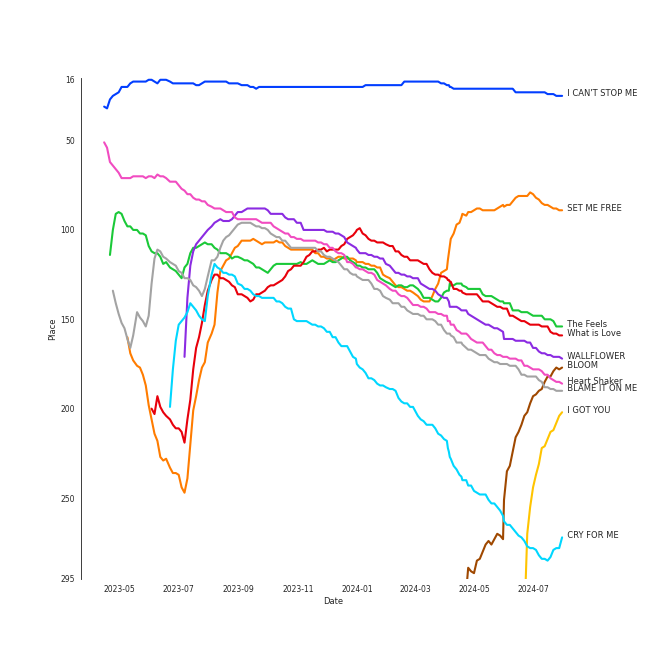 16
50
100
150
200
250
295
Place
2023-05
2023-07
2023-09
2023-11
2024-01
2024-03
2024-05
2024-07
Date
I CAN'T STOP ME
SET ME FREE
The Feels
What is Love
WALLFLOWER
BLOOM
Heart Shaker
BLAME IT ON ME
I GOT YOU
CRY FOR ME